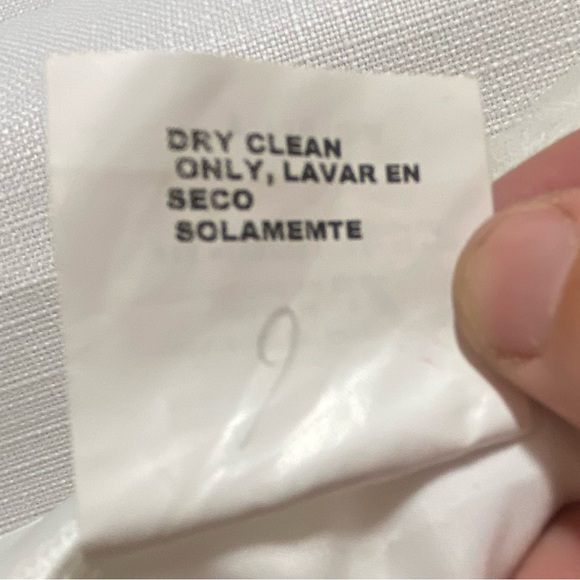 DRY CLEAN
ONLY, LAVAR EN
SECO
SOLAMEMTE